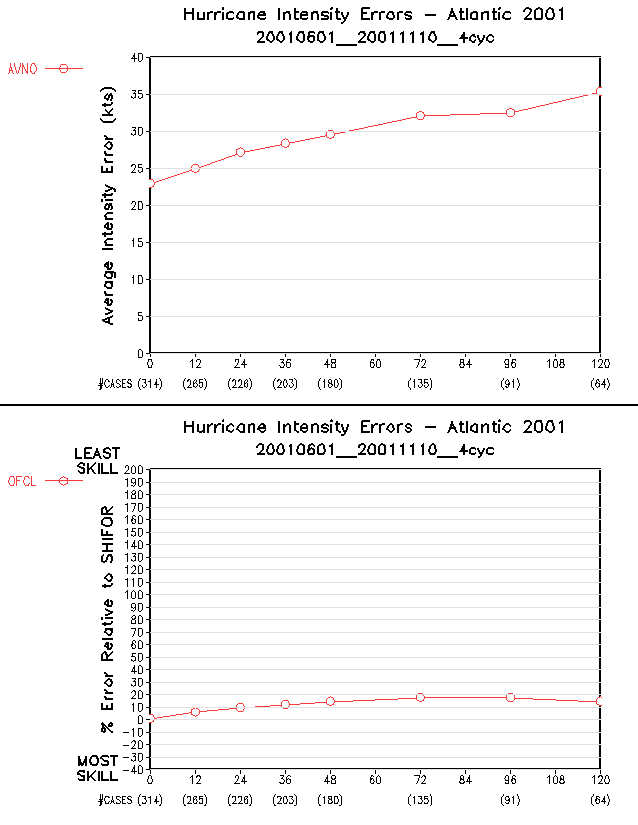 Hurricane Intensity Errors – Atlantic 2001
20010601__20011110__4cyc
AVNO
Average Intensity Error (kts)
40
35
30
25
20
15
10
5
0
0 12 24 36 48 60 72 84 96 108 120
#CASES (314) (265) (226) (203) (180) (135) (91) (64)
Hurricane Intensity Errors – Atlantic 2001
20010601__20011110__4cyc
LEAST
SKILL
OFCL
% Error Relative to SHIFOR
200
190
180
170
160
150
140
130
120
110
100
90
80
70
60
50
40
30
20
10
0
-10
-20
-30
-40
MOST
SKILL
0 12 24 36 48 60 72 84 96 108 120
#CASES (314) (265) (226) (203) (180) (135) (91) (64)